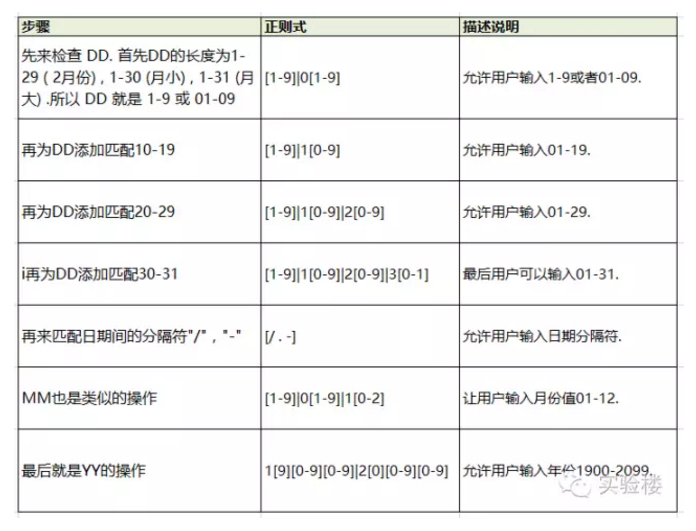 步骤 正则式 描述说明
先来检查 DD. 首先DD的长度为1-
29 ( 2月份) , 1-30 (月小) , 1-31 (月
大) .所以 DD 就是 1-9 或 01-09
[1-9]|0[1-9]
允许用户输入1-9或者01-09.
再为DD添加匹配10-19 [1-9]|1[0-9] 允许用户输入01-19.
再为DD添加匹配20-29 [1-9]|1[0-9]|2[0-9] 允许用户输入01-29.
i再为DD添加匹配30-31 [1-9]|1[0-9]|2[0-9]|3[0-1] 最后用户可以输入01-31.
再来匹配日期间的分隔符"/" , "-" [/ . -] 允许用户输入日期分隔符.
MM也是类似的操作 [1-9]|0[1-9]|1[0-2] 让用户输入月份值01-12.
最后就是YY的操作 1[9][0-9][0-9]|2[0][0-9][0-9] 允许用户输入年份1900-2099.
实验楼